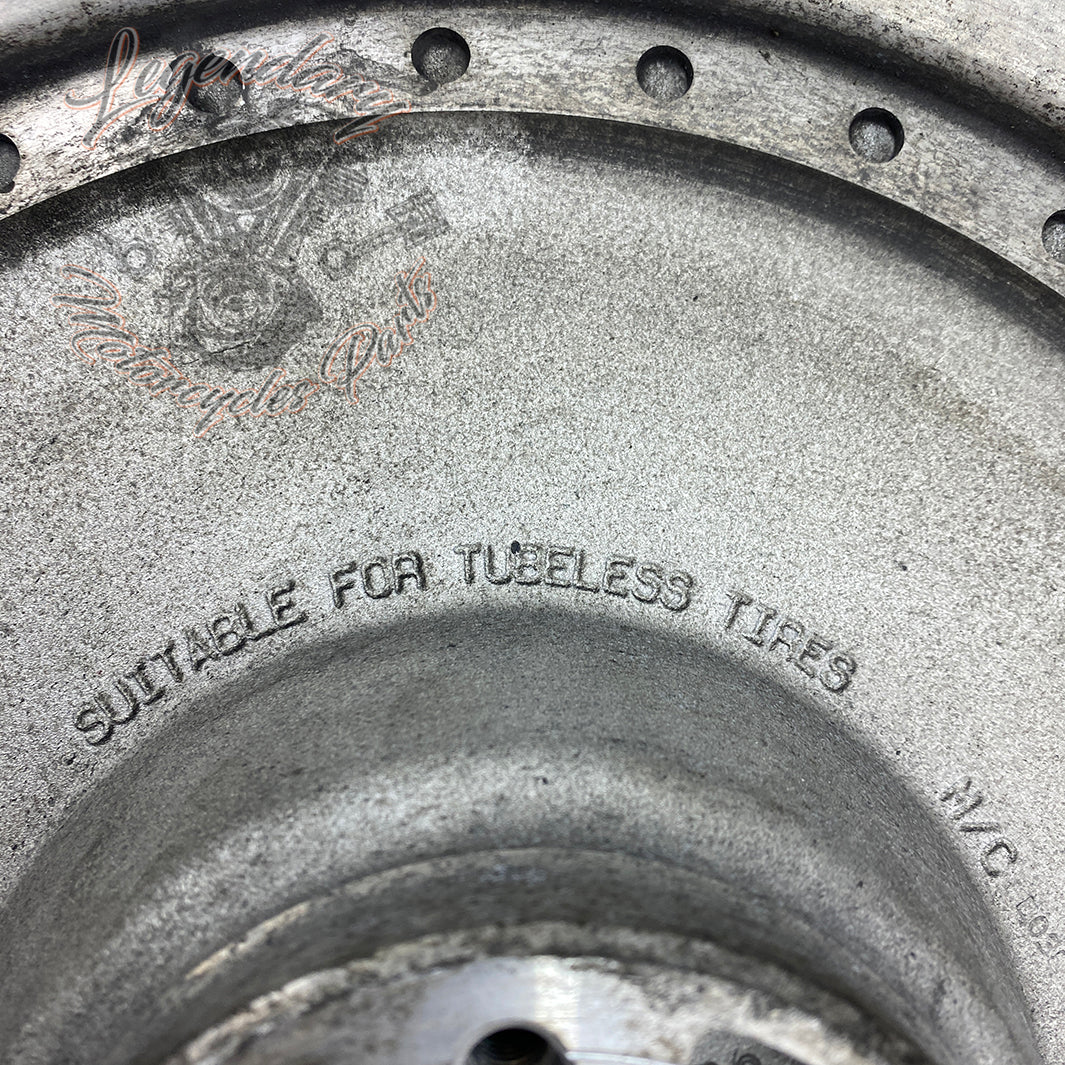 Legendary
Motorcycles Parts
SUITABLE FOR TUBELESS TIRES
M/C